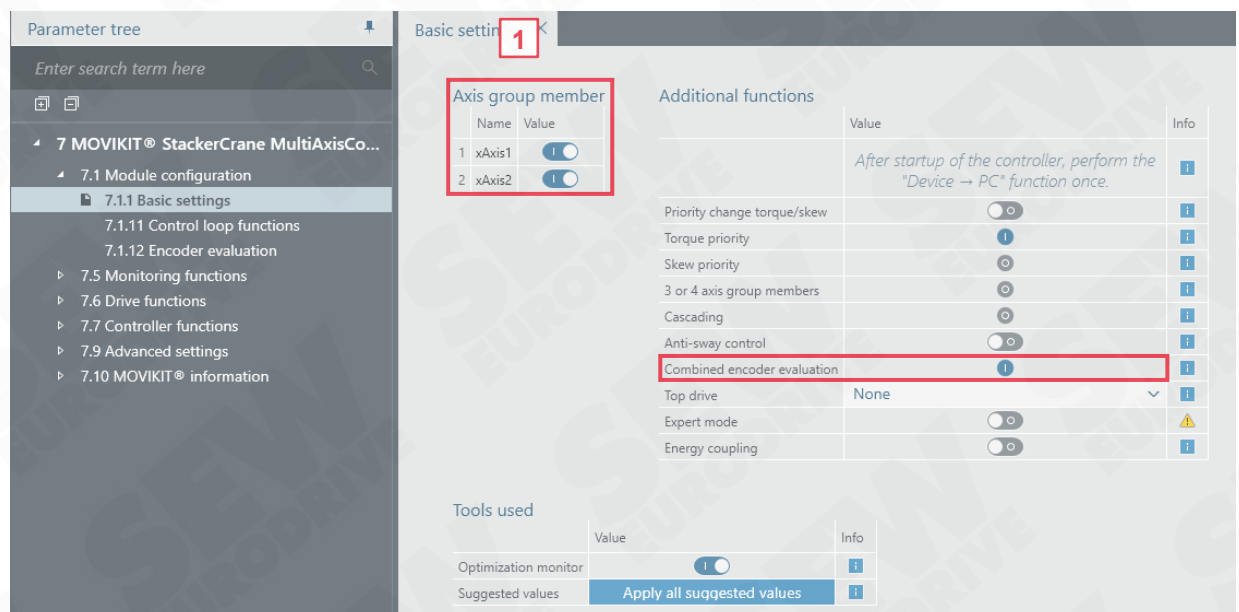 Parameter tree
Enter search term here
7 MOVIKIT® StackerCrane MultiAxisCo...
7.1 Module configuration
7.1.1 Basic settings
7.1.11 Control loop functions
7.1.12 Encoder evaluation
7.5 Monitoring functions
7.6 Drive functions
7.7 Controller functions
7.9 Advanced settings
7.10 MOVIKIT® information
Basic settin
1
Axis group member
Name Value
1 xAxis1
2 xAxis2
Additional functions
Value Info
After startup of the controller, perform the
"Device → PC" function once.
Priority change torque/skew
Torque priority
Skew priority
3 or 4 axis group members
Cascading
Anti-sway control
Combined encoder evaluation
Top drive None
Expert mode
Energy coupling
Tools used
Value Info
Optimization monitor
Suggested values Apply all suggested values
SEW
EURODRIVE